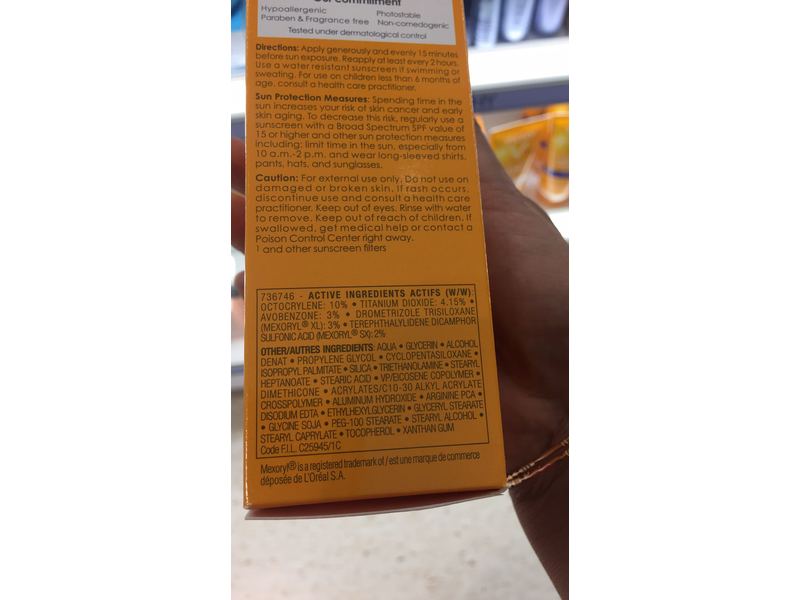 commitment
Hypoallergenic
Photostable
Paraben & Fragrance free
Non-comedogenic
Tested under dermatological control
Directions: Apply generously and evenly 15 minutes
before sun exposure. Reapply at least every 2 hours.
Use a water resistant sunscreen if swimming or
sweating. For use on children less than 6 months of
age, consult a health care practitioner.
Sun Protection Measures: Spending time in the
sun increases your risk of skin cancer and early
skin aging. To decrease this risk, regularly use a
sunscreen with a Broad Spectrum SPF value of
15 or higher and other sun protection measures
including: limit time in the sun, especially from
10 a.m.-2 p.m. and wear long-sleeved shirts,
pants, hats, and sunglasses.
Caution: For external use only. Do not use on
damaged or broken skin. If rash occurs,
discontinue use and consult a health care
practitioner. Keep out of eyes. Rinse with water
to remove. Keep out of reach of children. If
swallowed, get medical help or contact a
Poison Control Center right away.
1 and other sunscreen filters
736746 - ACTIVE INGREDIENTS ACTIFS (W/W):
OCTOCRYLENE: 10% • TITANIUM DIOXIDE: 4.15% •
AVOBENZONE: 3% • DROMETRIZOLE TRISILOXANE
(MEXORYL® XL): 3% • TEREPHTHALYLIDENE DICAMPHOR
SULFONIC ACID (MEXORYL® SX): 2%
OTHER/AUTRES INGREDIENTS: AQUA • GLYCERIN • ALCOHOL
DENAT • PROPYLENE GLYCOL • CYCLOPENTASILOXANE •
ISOPROPYL PALMITATE • SILICA • TRIETHANOLAMINE • STEARYL
HEPTANOATE • STEARIC ACID • VP/EICOSENE COPOLYMER •
DIMETHICONE • ACRYLATES/C10-30 ALKYL ACRYLATE
CROSSPOLYMER • ALUMINUM HYDROXIDE • ARGININE PCA •
DISODIUM EDTA • ETHYLHEXYLGLYCERIN • GLYCERYL STEARATE
• GLYCINE SOJA • PEG-100 STEARATE • STEARYL ALCOHOL •
STEARYL CAPRYLATE • TOCOPHEROL • XANTHAN GUM
Code F.I.L. C25945/1C
Mexoryl® is a registered trademark of / est une marque de commerce
déposée de L'Oréal S.A.